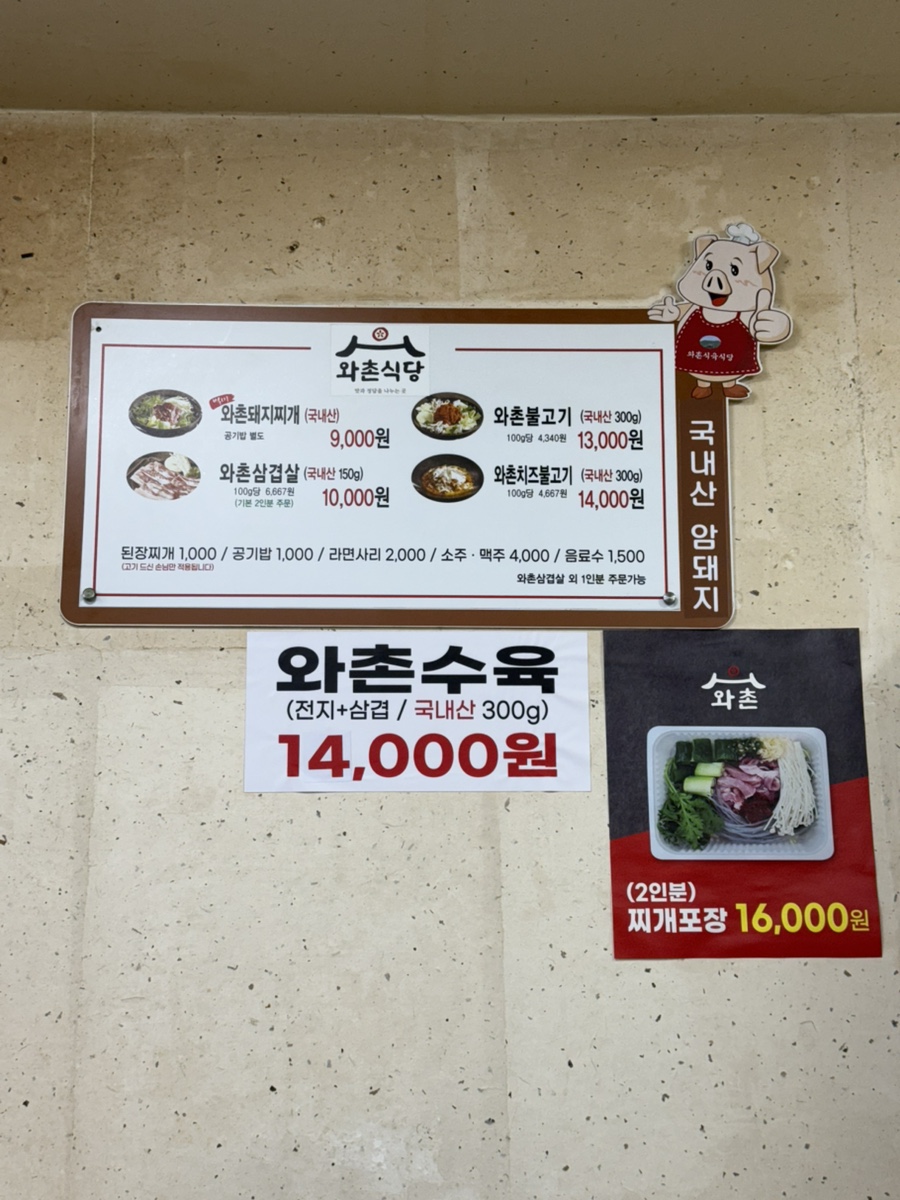 와촌식당
맛과 정담을 나누는 곳
와촌돼지찌개 (국내산)
공기밥 별도
9,000원
와촌삼겹살 (국내산 150g)
100g당 6,667원
(기본 2인분 주문)
10,000원
와촌불고기 (국내산 300g)
100g당 4,340원
13,000원
와촌치즈불고기 (국내산 300g)
100g당 4,667원
14,000원
된장찌개 1,000 / 공기밥 1,000 / 라면사리 2,000 / 소주 · 맥주 4,000 / 음료수 1,500
(고기 드신 손님만 적용됩니다)
와촌삼겹살 외 1인분 주문가능
와촌식육식당
국내산 암돼지
와촌수육
(전지+삼겹 / 국내산 300g)
14,000원
와촌
(2인분)
찌개포장 16,000원